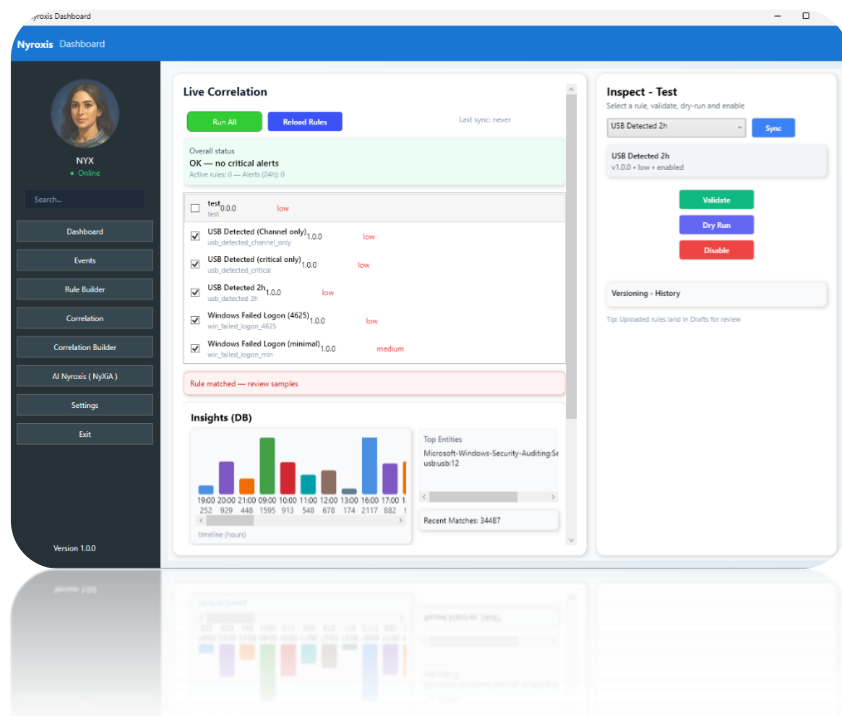 yroxis Dashboard
Nyroxis Dashboard
NYX
Online
Search...
Dashboard
Events
Rule Builder
Correlation
Correlation Builder
AI Nyroxis ( NyXiA )
Settings
Exit
Version 1.0.0
Live Correlation
Run All
Reload Rules
Last sync: never
Overall status
OK — no critical alerts
Active rules: 0 — Alerts (24h): 0
test 0.0.0 low
test
USB Detected (Channel only) 1.0.0 low
usb_detected_channel_only
USB Detected (critical only) 1.0.0 low
usb_detected_critical
USB Detected 2h 1.0.0 low
usb_detected 2h
Windows Failed Logon (4625) 1.0.0 low
win_failed_logon_4625
Windows Failed Logon (minimal) 1.0.0 medium
win_failed_logon_min
Rule matched — review samples
Insights (DB)
19:00 20:00 21:00 09:00 10:00 11:00 12:00 13:00 16:00 17:00
252 929 448 1595 913 548 678 174 2117 882
timeline (hours)
Top Entities
Microsoft-Windows-Security-Auditing:Se
usb:usb:12
Recent Matches: 34487
Inspect - Test
Select a rule, validate, dry-run and enable
USB Detected 2h
Sync
USB Detected 2h
v1.0.0 • low • enabled
Validate
Dry Run
Disable
Versioning - History
Tip: Uploaded rules land in Drafts for review